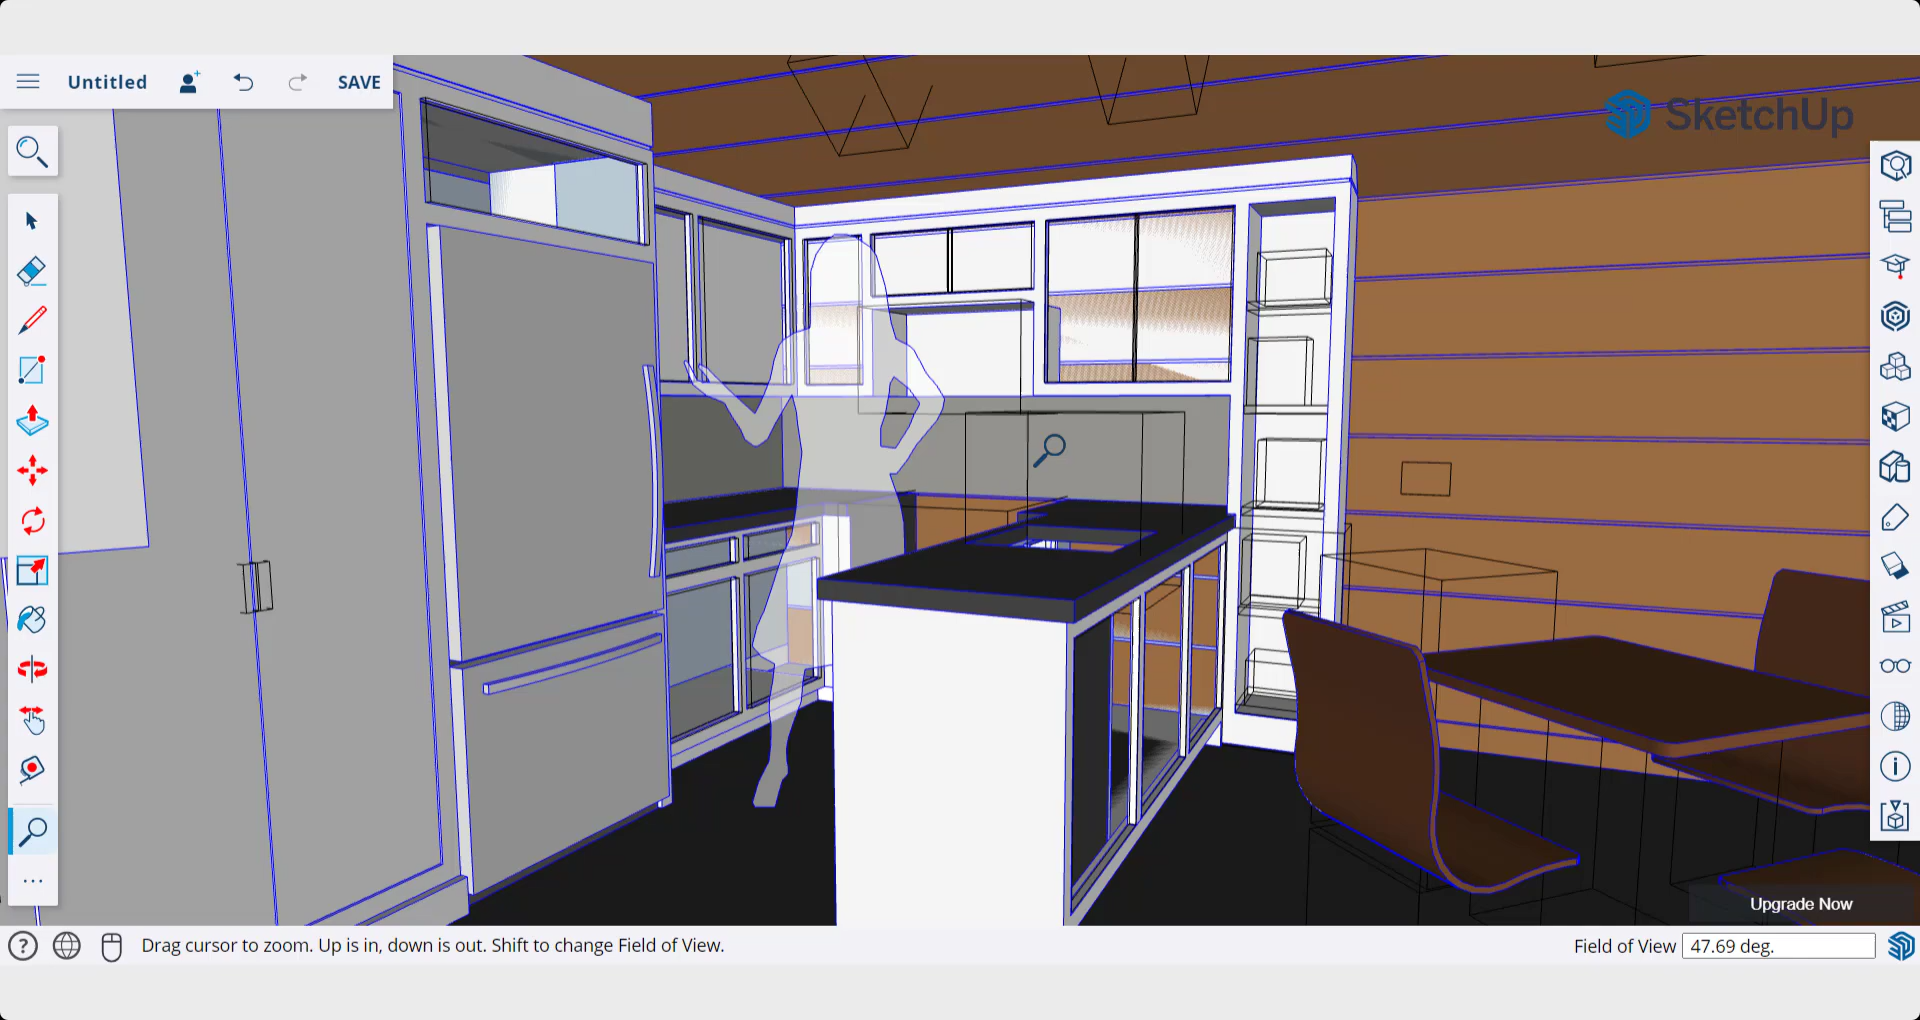 Untitled
SAVE
SketchUp
Upgrade Now
Drag cursor to zoom. Up is in, down is out. Shift to change Field of View.
Field of View 47.69 deg.